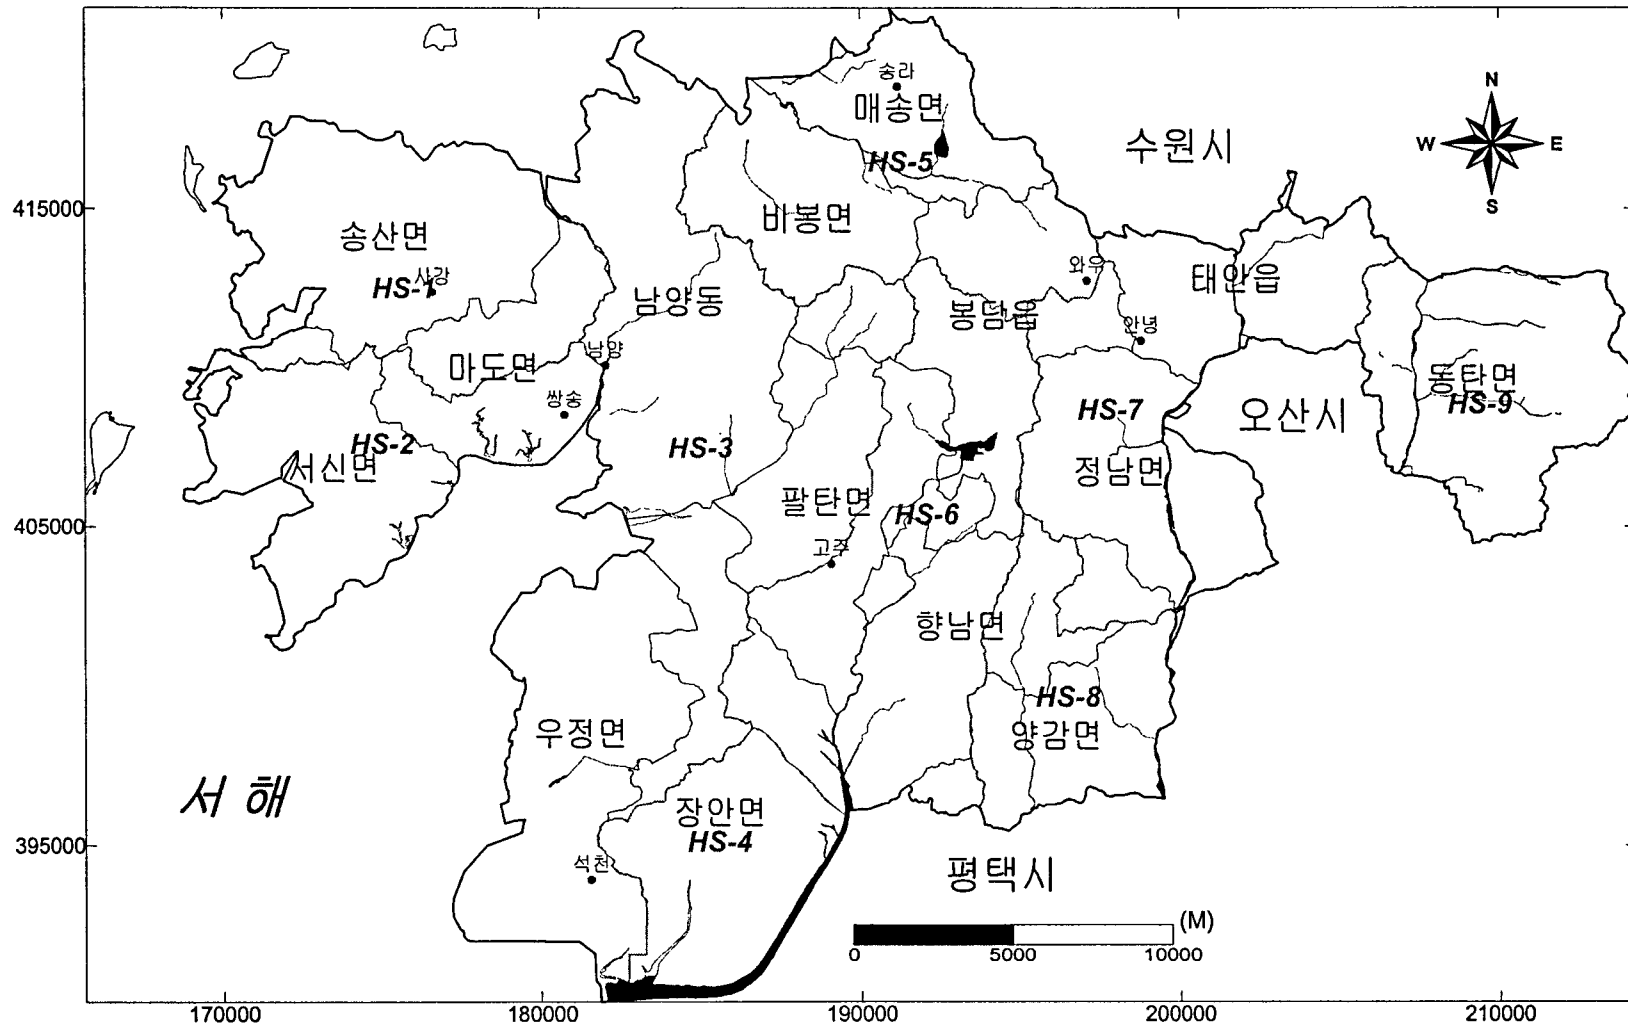 N
W
E
S
송라
매송면
수원시
HS-5
415000
송산면
비봉면
사강
HS-1
와우
태안읍
남양동
봉담읍
안녕
남양
마도면
쌍송
동탄면
HS-9
HS-7
오산시
HS-2
서신면
HS-3
정남면
팔탄면
HS-6
405000
고주
향남면
HS-8
양감면
우정면
서 해
장안면
HS-4
395000
석천
평택시
(M)
0 5000 10000
170000 180000 190000 200000 210000